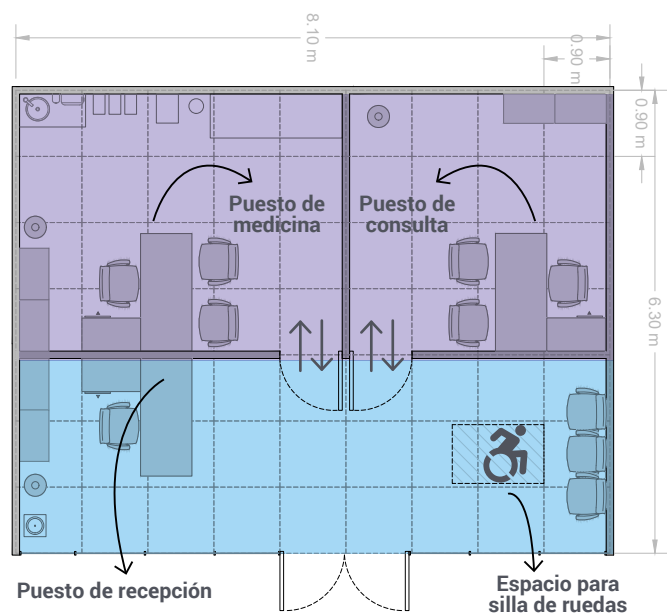 8.10 m
0.90 m
0.90 m
6.30 m
Puesto de
medicina
Puesto de
consulta
Puesto de recepción
Espacio para
silla de ruedas